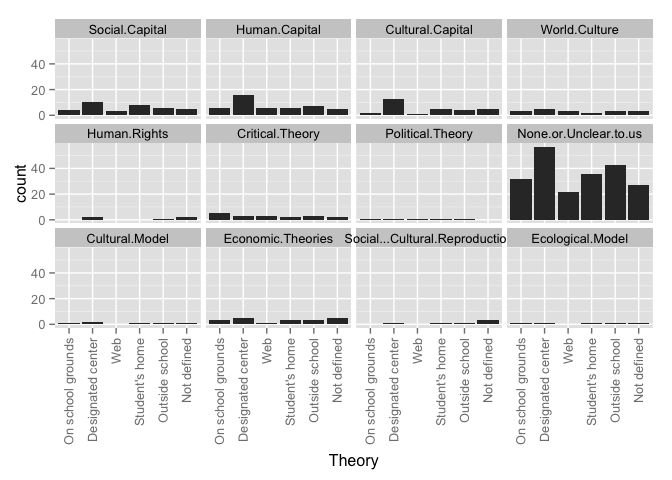 Social.Capital Human.Capital Cultural.Capital World.Culture
40
20
0
Human.Rights Critical.Theory Political.Theory None.or.Unclear.to.us
40
20
0
count
Cultural.Model Economic.Theories Social...Cultural.Reproductio Ecological.Model
40
20
0
On school grounds Designated center Web Student's home Outside school Not defined On school grounds Designated center Web Student's home Outside school Not defined On school grounds Designated center Web Student's home Outside school Not defined On school grounds Designated center Web Student's home Outside school Not defined
Theory